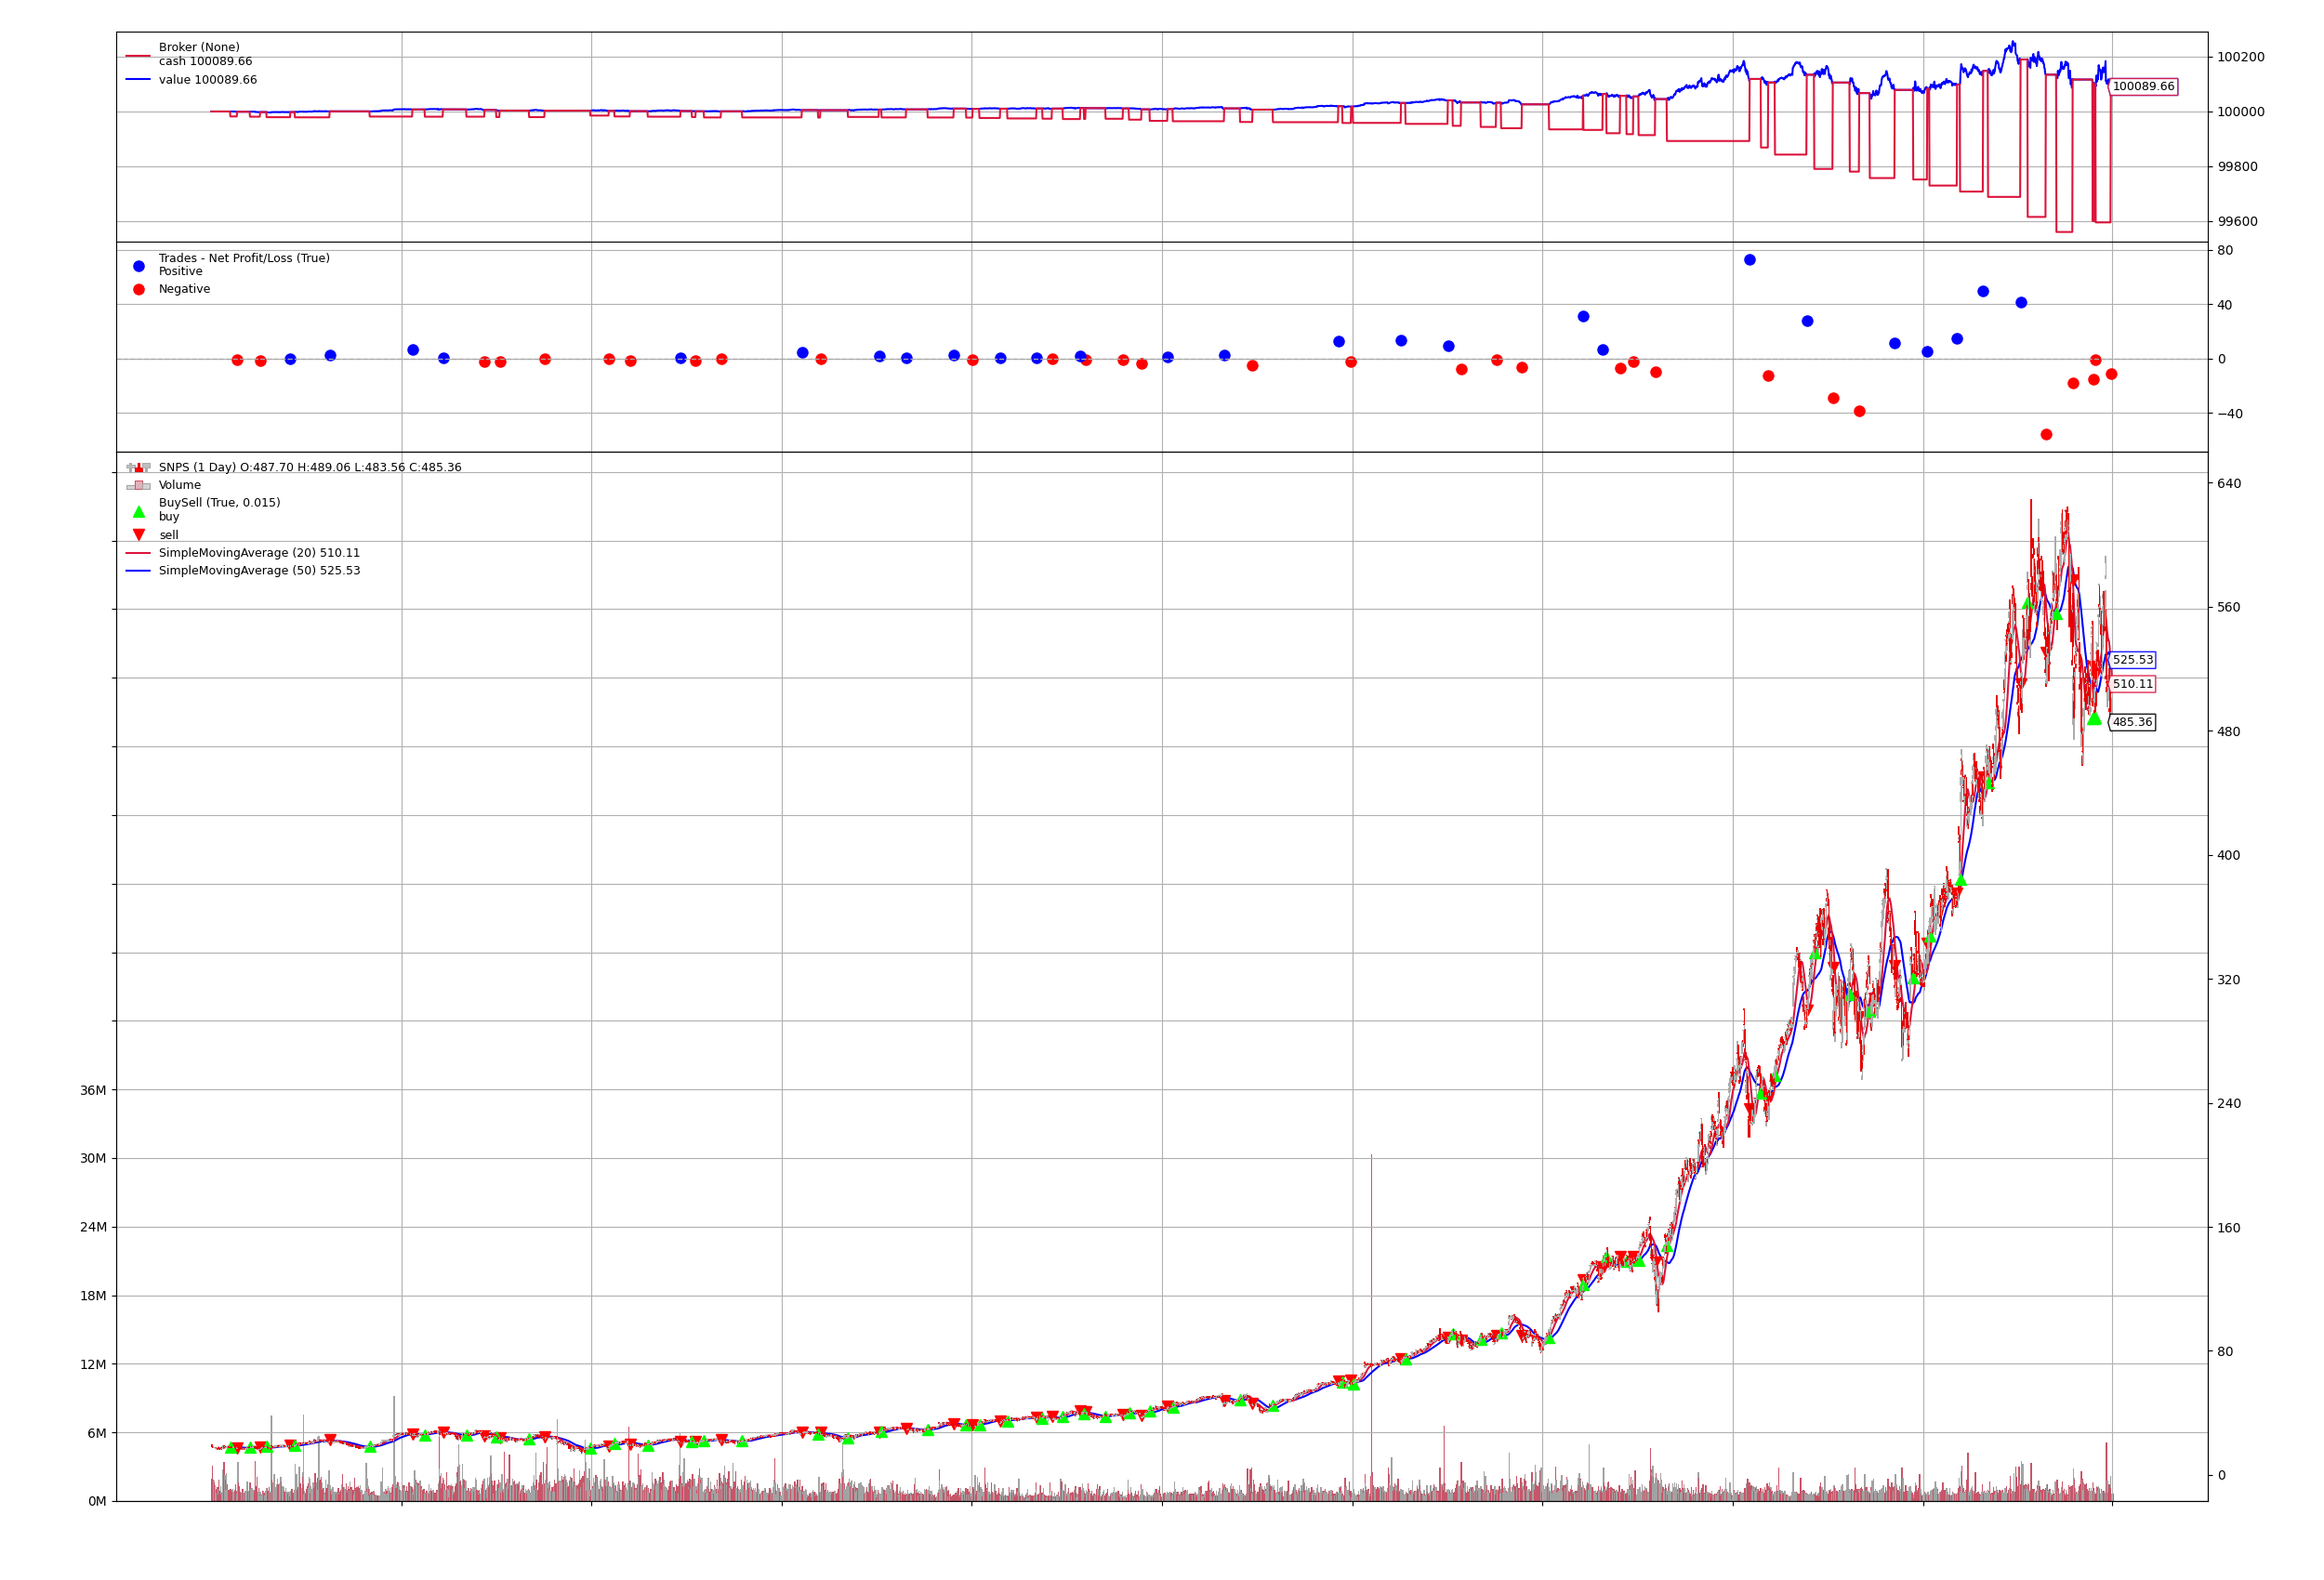 Broker (None)
cash 100089.66
value 100089.66
100200
100000
99800
99600
100089.66
Trades - Net Profit/Loss (True)
Positive
Negative
80
40
0
−40
SNPS (1 Day) O:487.70 H:489.06 L:483.56 C:485.36
Volume
BuySell (True, 0.015)
buy
sell
SimpleMovingAverage (20) 510.11
SimpleMovingAverage (50) 525.53
640
560
525.53
510.11
485.36
480
400
320
240
160
80
0
36M
30M
24M
18M
12M
6M
0M